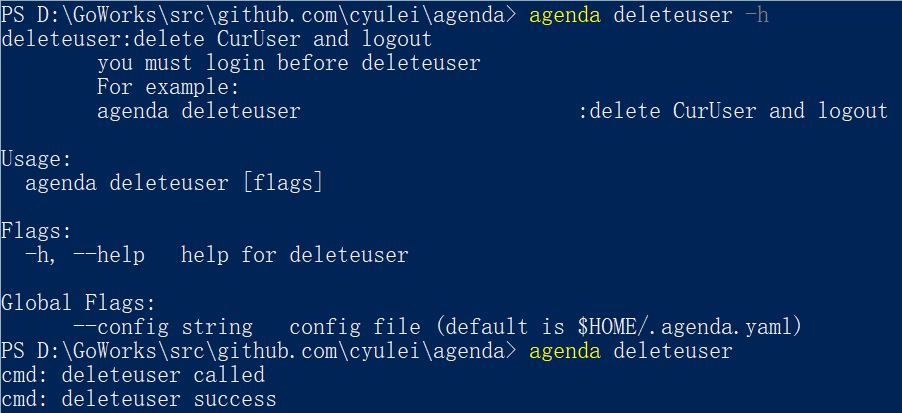 PS D:\GoWorks\src\github.com\cyulei\agenda> agenda deleteuser -h
deleteuser:delete CurUser and logout
you must login before deleteuser
For example:
agenda deleteuser :delete CurUser and logout
Usage:
agenda deleteuser [flags]
Flags:
-h, --help help for deleteuser
Global Flags:
--config string config file (default is $HOME/.agenda.yaml)
PS D:\GoWorks\src\github.com\cyulei\agenda> agenda deleteuser
cmd: deleteuser called
cmd: deleteuser success